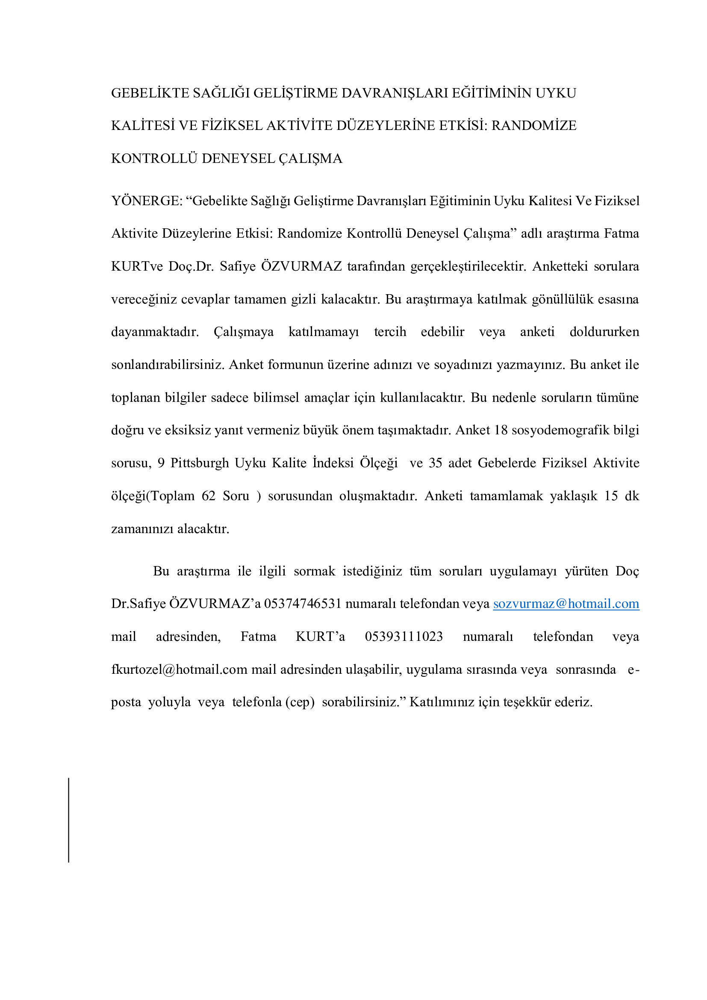 GEBELİKTE SAĞLIĞI GELİŞTİRME DAVRANIŞLARI EĞİTİMİNİN UYKU
KALİTESİ VE FİZİKSEL AKTİVİTE DÜZEYLERİNE ETKİSİ: RANDOMİZE
KONTROLLÜ DENEYSEL ÇALIŞMA
YÖNERGE: “Gebelikte Sağlığı Geliştirme Davranışları Eğitiminin Uyku Kalitesi Ve Fiziksel
Aktivite Düzeylerine Etkisi: Randomize Kontrollü Deneysel Çalışma” adlı araştırma Fatma
KURTve Doç.Dr. Safiye ÖZVURMAZ tarafından gerçekleştirilecektir. Anketteki sorulara
vereceğiniz cevaplar tamamen gizli kalacaktır. Bu araştırmaya katılmak gönüllülük esasına
dayanmaktadır. Çalışmaya katılmamayı tercih edebilir veya anketi doldururken
sonlandırabilirsiniz. Anket formunun üzerine adınızı ve soyadınızı yazmayınız. Bu anket ile
toplanan bilgiler sadece bilimsel amaçlar için kullanılacaktır. Bu nedenle soruların tümüne
doğru ve eksiksiz yanıt vermeniz büyük önem taşımaktadır. Anket 18 sosyodemografik bilgi
sorusu, 9 Pittsburgh Uyku Kalite İndeksi Ölçeği ve 35 adet Gebelerde Fiziksel Aktivite
ölçeği(Toplam 62 Soru ) sorusundan oluşmaktadır. Anketi tamamlamak yaklaşık 15 dk
zamanınızı alacaktır.
Bu araştırma ile ilgili sormak istediğiniz tüm soruları uygulamayı yürüten Doç
Dr.Safiye ÖZVURMAZ’a 05374746531 numaralı telefondan veya sozvurmaz@hotmail.com
mail adresinden, Fatma KURT’a 05393111023 numaralı telefondan veya
fkurtozel@hotmail.com mail adresinden ulaşabilir, uygulama sırasında veya sonrasında e-
posta yoluyla veya telefonla (cep) sorabilirsiniz.” Katılımınız için teşekkür ederiz.